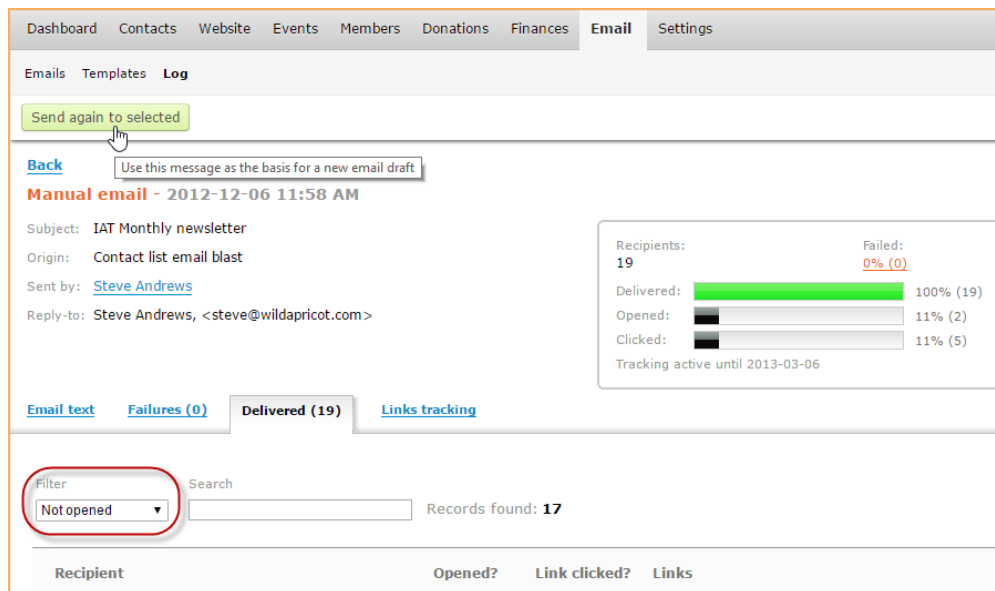 Dashboard Contacts Website Events Members Donations Finances Email Settings
Emails Templates Log
Send again to selected
Back
Use this message as the basis for a new email draft
Manual email - 2012-12-06 11:58 AM
Subject: IAT Monthly newsletter
Origin: Contact list email blast
Sent by: Steve Andrews
Reply-to: Steve Andrews, <steve@wildapricot.com>
Recipients: Failed:
19 0% (0)
Delivered: 100% (19)
Opened: 11% (2)
Clicked: 11% (5)
Tracking active until 2013-03-06
Email text Failures (0) Delivered (19) Links tracking
Filter Search
Not opened Records found: 17
Recipient Opened? Link clicked? Links